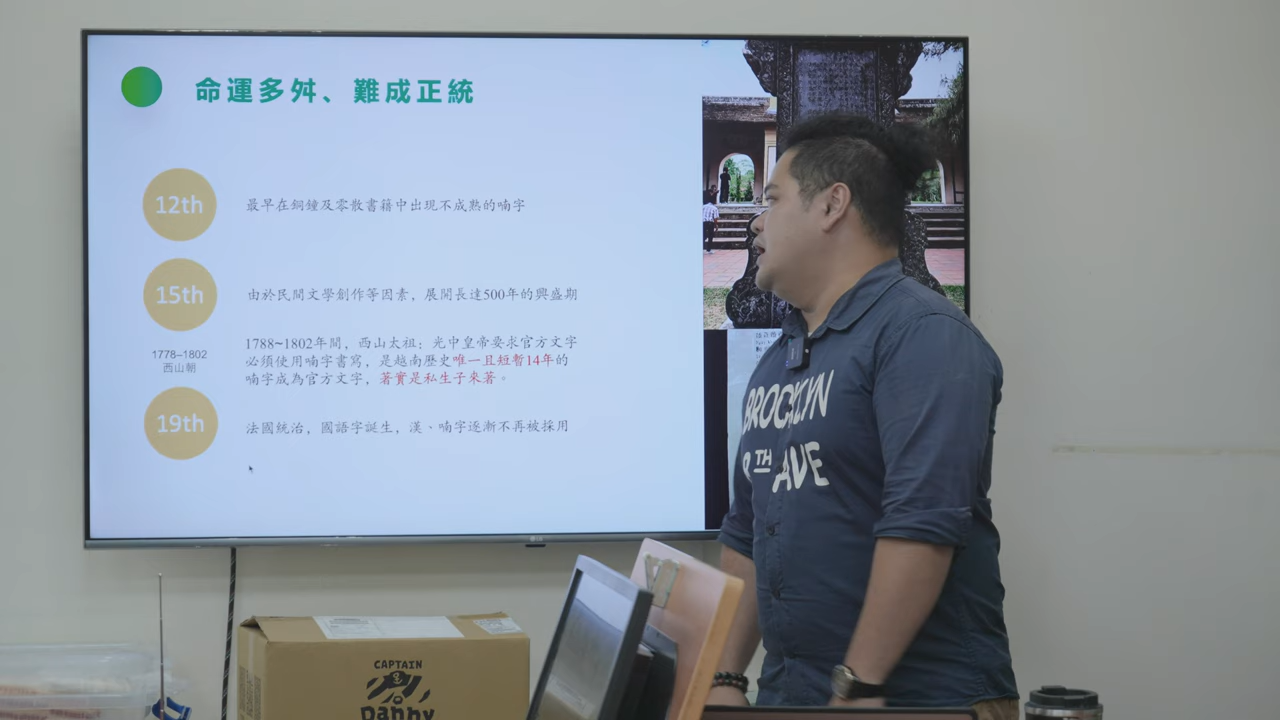 命運多舛、難成正統
12th
最早在銅鐘及零散書籍中出現不成熟的喃字
15th
由於民間文學創作等因素，展開長達500年的興盛期
1778–1802
西山朝
1788~1802年間，西山太祖：光中皇帝要求官方文字
必須使用喃字書寫，是越南歷史唯一且短暫14年的
喃字成為官方文字，著實是私生子來著。
19th
法國統治，國語字誕生，漢、喃字逐漸不再被採用
LG
BROOKLYN
8TH AVE
CAPTAIN
Danny